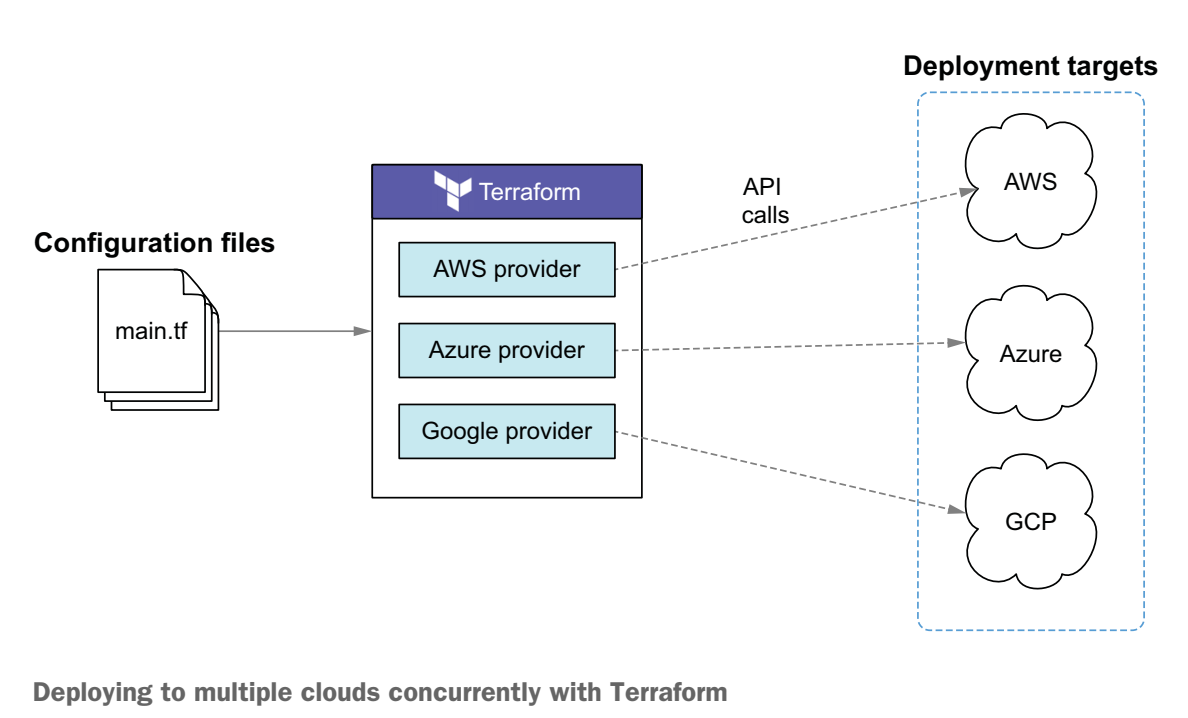 Deployment targets
AWS
Terraform
API
calls
Configuration files
AWS provider
main.tf
Azure provider
Azure
Google provider
GCP
Deploying to multiple clouds concurrently with Terraform